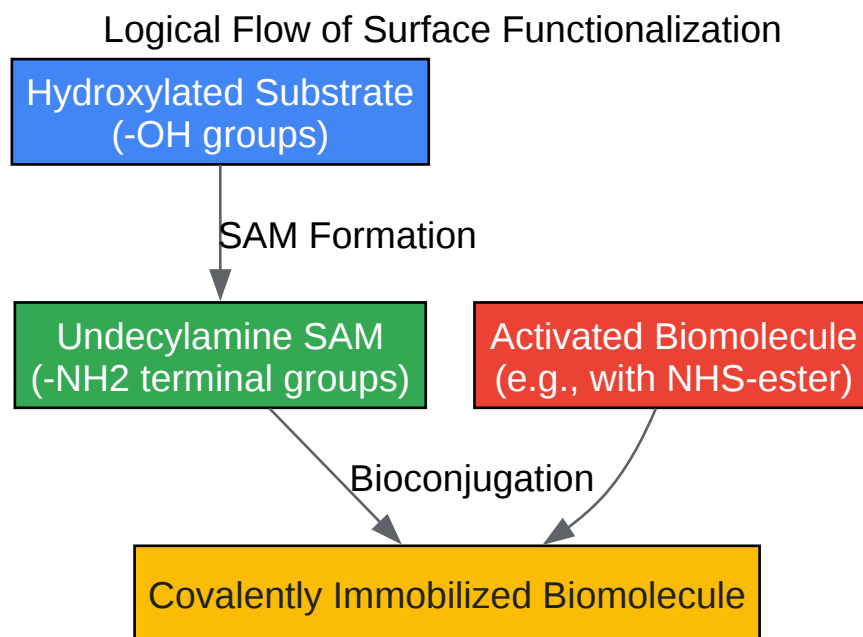 Logical Flow of Surface Functionalization
Hydroxylated Substrate
(-OH groups)
SAM Formation
Undecylamine SAM
(-NH2 terminal groups)
Activated Biomolecule
(e.g., with NHS-ester)
Bioconjugation
Covalently Immobilized Biomolecule